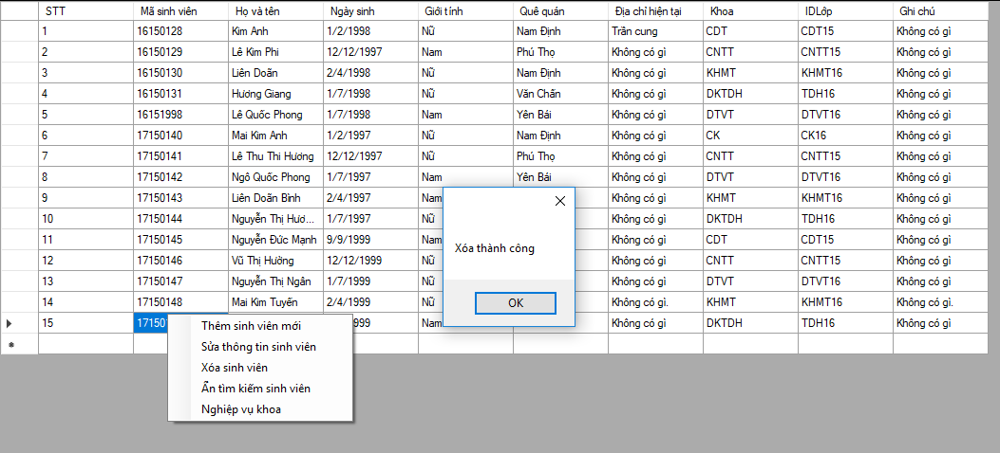 STT Mã sinh viên Họ và tên Ngày sinh Giới tính Quê quán Địa chỉ hiện tại Khoa IDLớp Ghi chú
1 16150128 Kim Anh 1/2/1998 Nữ Nam Định Trần cung CDT CDT15 Không có gì
2 16150129 Lê Kim Phi 12/12/1997 Nam Phú Thọ Không có gì CNTT CNTT15 Không có gì
3 16150130 Liên Doãn 2/4/1998 Nữ Nam Định Không có gì KHMT KHMT16 Không có gì
4 16150131 Hương Giang 1/7/1998 Nữ Văn Chấn Không có gì DKTDH TDH16 Không có gì
5 16151998 Lê Quốc Phong 1/7/1998 Nam Yên Bái Không có gì DTVT DTVT16 Không có gì
6 17150140 Mai Kim Anh 1/2/1997 Nữ Nam Định Không có gì CK CK16 Không có gì
7 17150141 Lê Thu Thi Hương 12/12/1997 Nữ Phú Thọ Không có gì CNTT CNTT15 Không có gì
8 17150142 Ngô Quốc Phong 1/7/1997 Nam Yên Bái Không có gì DTVT DTVT16 Không có gì
9 17150143 Liên Doãn Bình 2/4/1997 Nam Không có gì KHMT KHMT16 Không có gì
10 17150144 Nguyễn Thị Hươ... 1/7/1997 Nữ Không có gì DKTDH TDH16 Không có gì
11 17150145 Nguyễn Đức Mạnh 9/9/1999 Nam Không có gì CDT CDT15 Không có gì
12 17150146 Vũ Thị Hưởng 12/12/1999 Nữ Không có gì CNTT CNTT15 Không có gì
13 17150147 Nguyễn Thị Ngân 1/7/1999 Nữ Không có gì DTVT DTVT16 Không có gì
14 17150148 Mai Kim Tuyến 2/4/1999 Nữ Không có gì. KHMT KHMT16 Không có gì.
15 Nam Không có gì DKTDH TDH16 Không có gì
Xóa thành công
OK
Thêm sinh viên mới
Sửa thông tin sinh viên
Xóa sinh viên
Ẩn tìm kiếm sinh viên
Nghiệp vụ khoa